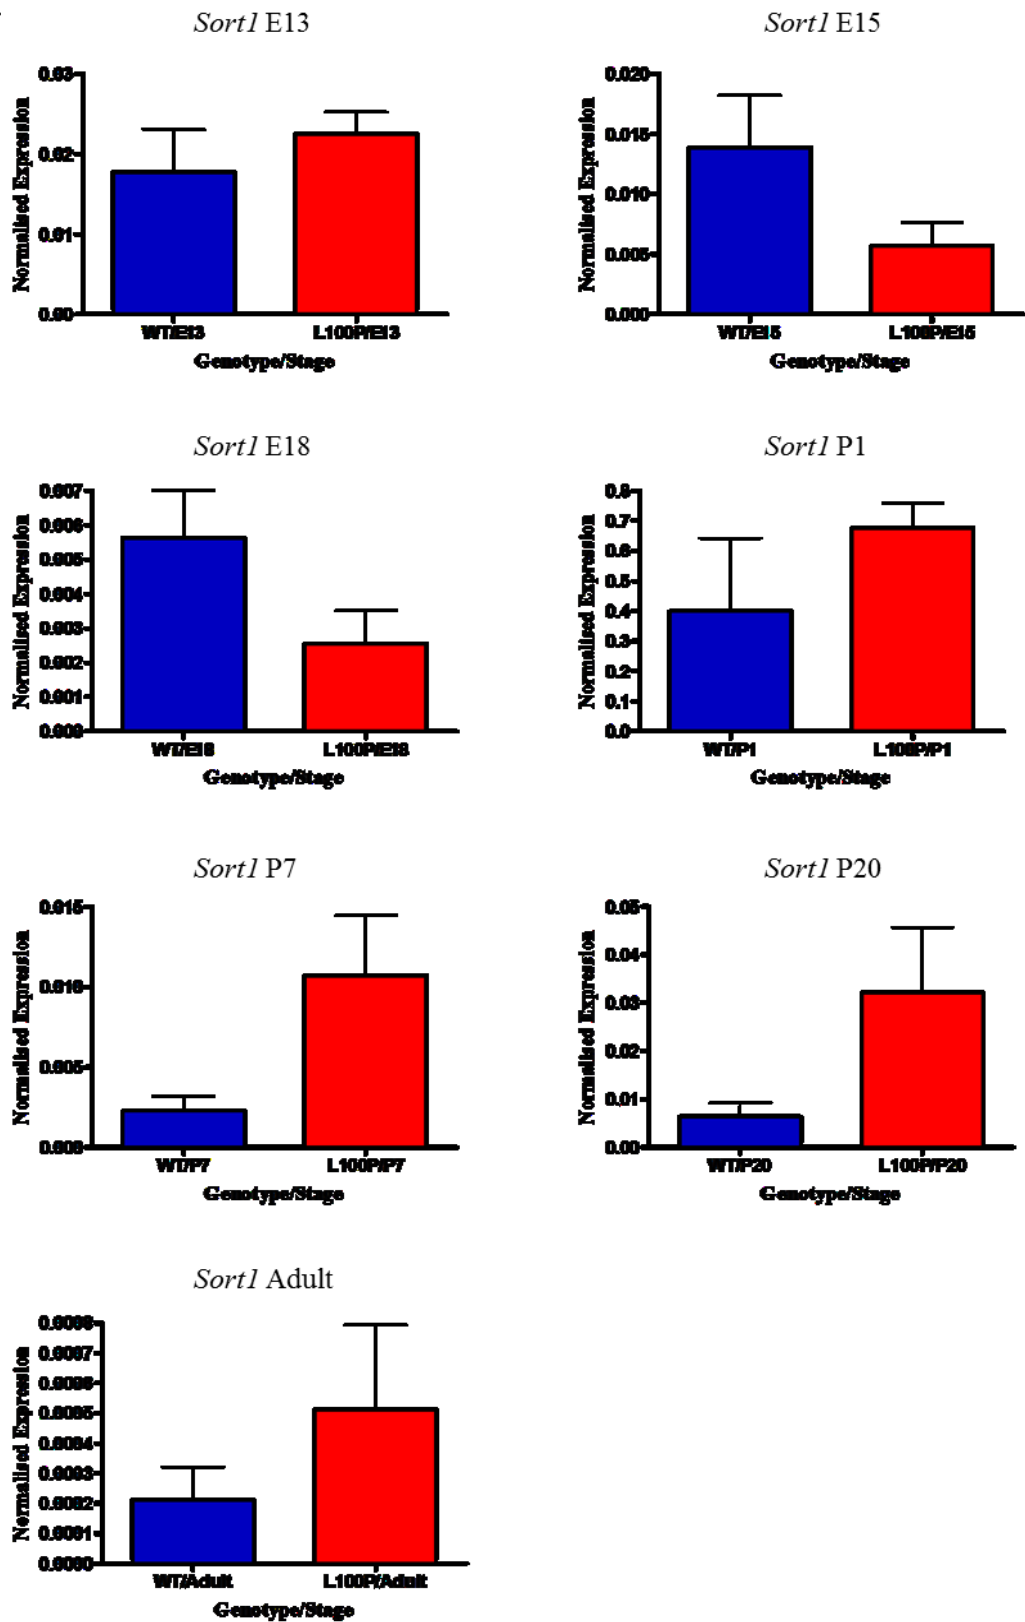 Sort1 E13
Normalised Expression
0.03
0.02
0.01
0.00
WT/E13 L100P/E13
Genotype/Stage
Sort1 E15
Normalised Expression
0.020
0.015
0.010
0.005
0.000
WT/E15 L100P/E15
Genotype/Stage
Sort1 E18
Normalised Expression
0.007
0.006
0.005
0.004
0.003
0.002
0.001
0.000
WT/E18 L100P/E18
Genotype/Stage
Sort1 P1
Normalised Expression
0.8
0.7
0.6
0.5
0.4
0.3
0.2
0.1
0.0
WT/P1 L100P/P1
Genotype/Stage
Sort1 P7
Normalised Expression
0.015
0.010
0.005
0.000
WT/P7 L100P/P7
Genotype/Stage
Sort1 P20
Normalised Expression
0.05
0.04
0.03
0.02
0.01
0.00
WT/P20 L100P/P20
Genotype/Stage
Sort1 Adult
Normalised Expression
0.0008
0.0007
0.0006
0.0005
0.0004
0.0003
0.0002
0.0001
0.0000
WT/Adult L100P/Adult
Genotype/Stage